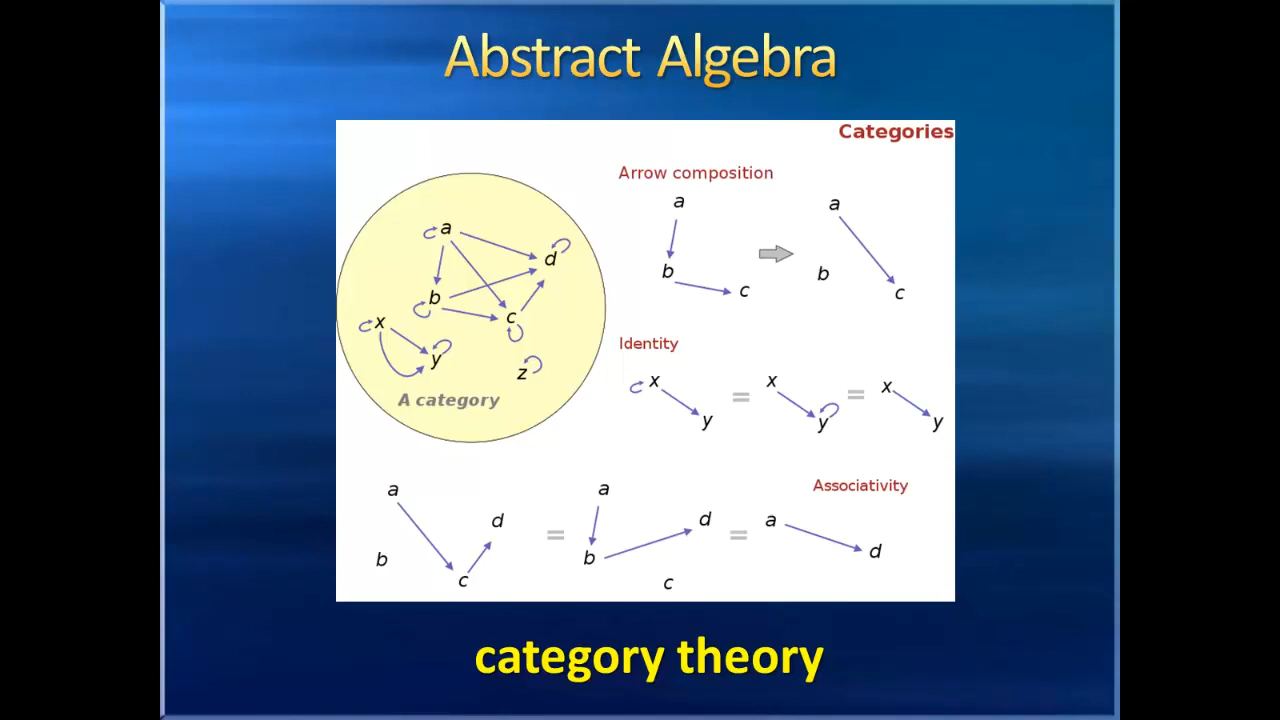 Abstract Algebra
Categories
Arrow composition
a
d
b
c
x
y
z
A category
a
b
c
a
b
c
Identity
x
y
=
x
y
=
x
y
Associativity
a
b
c
d
=
a
b
c
d
=
a
d
category theory